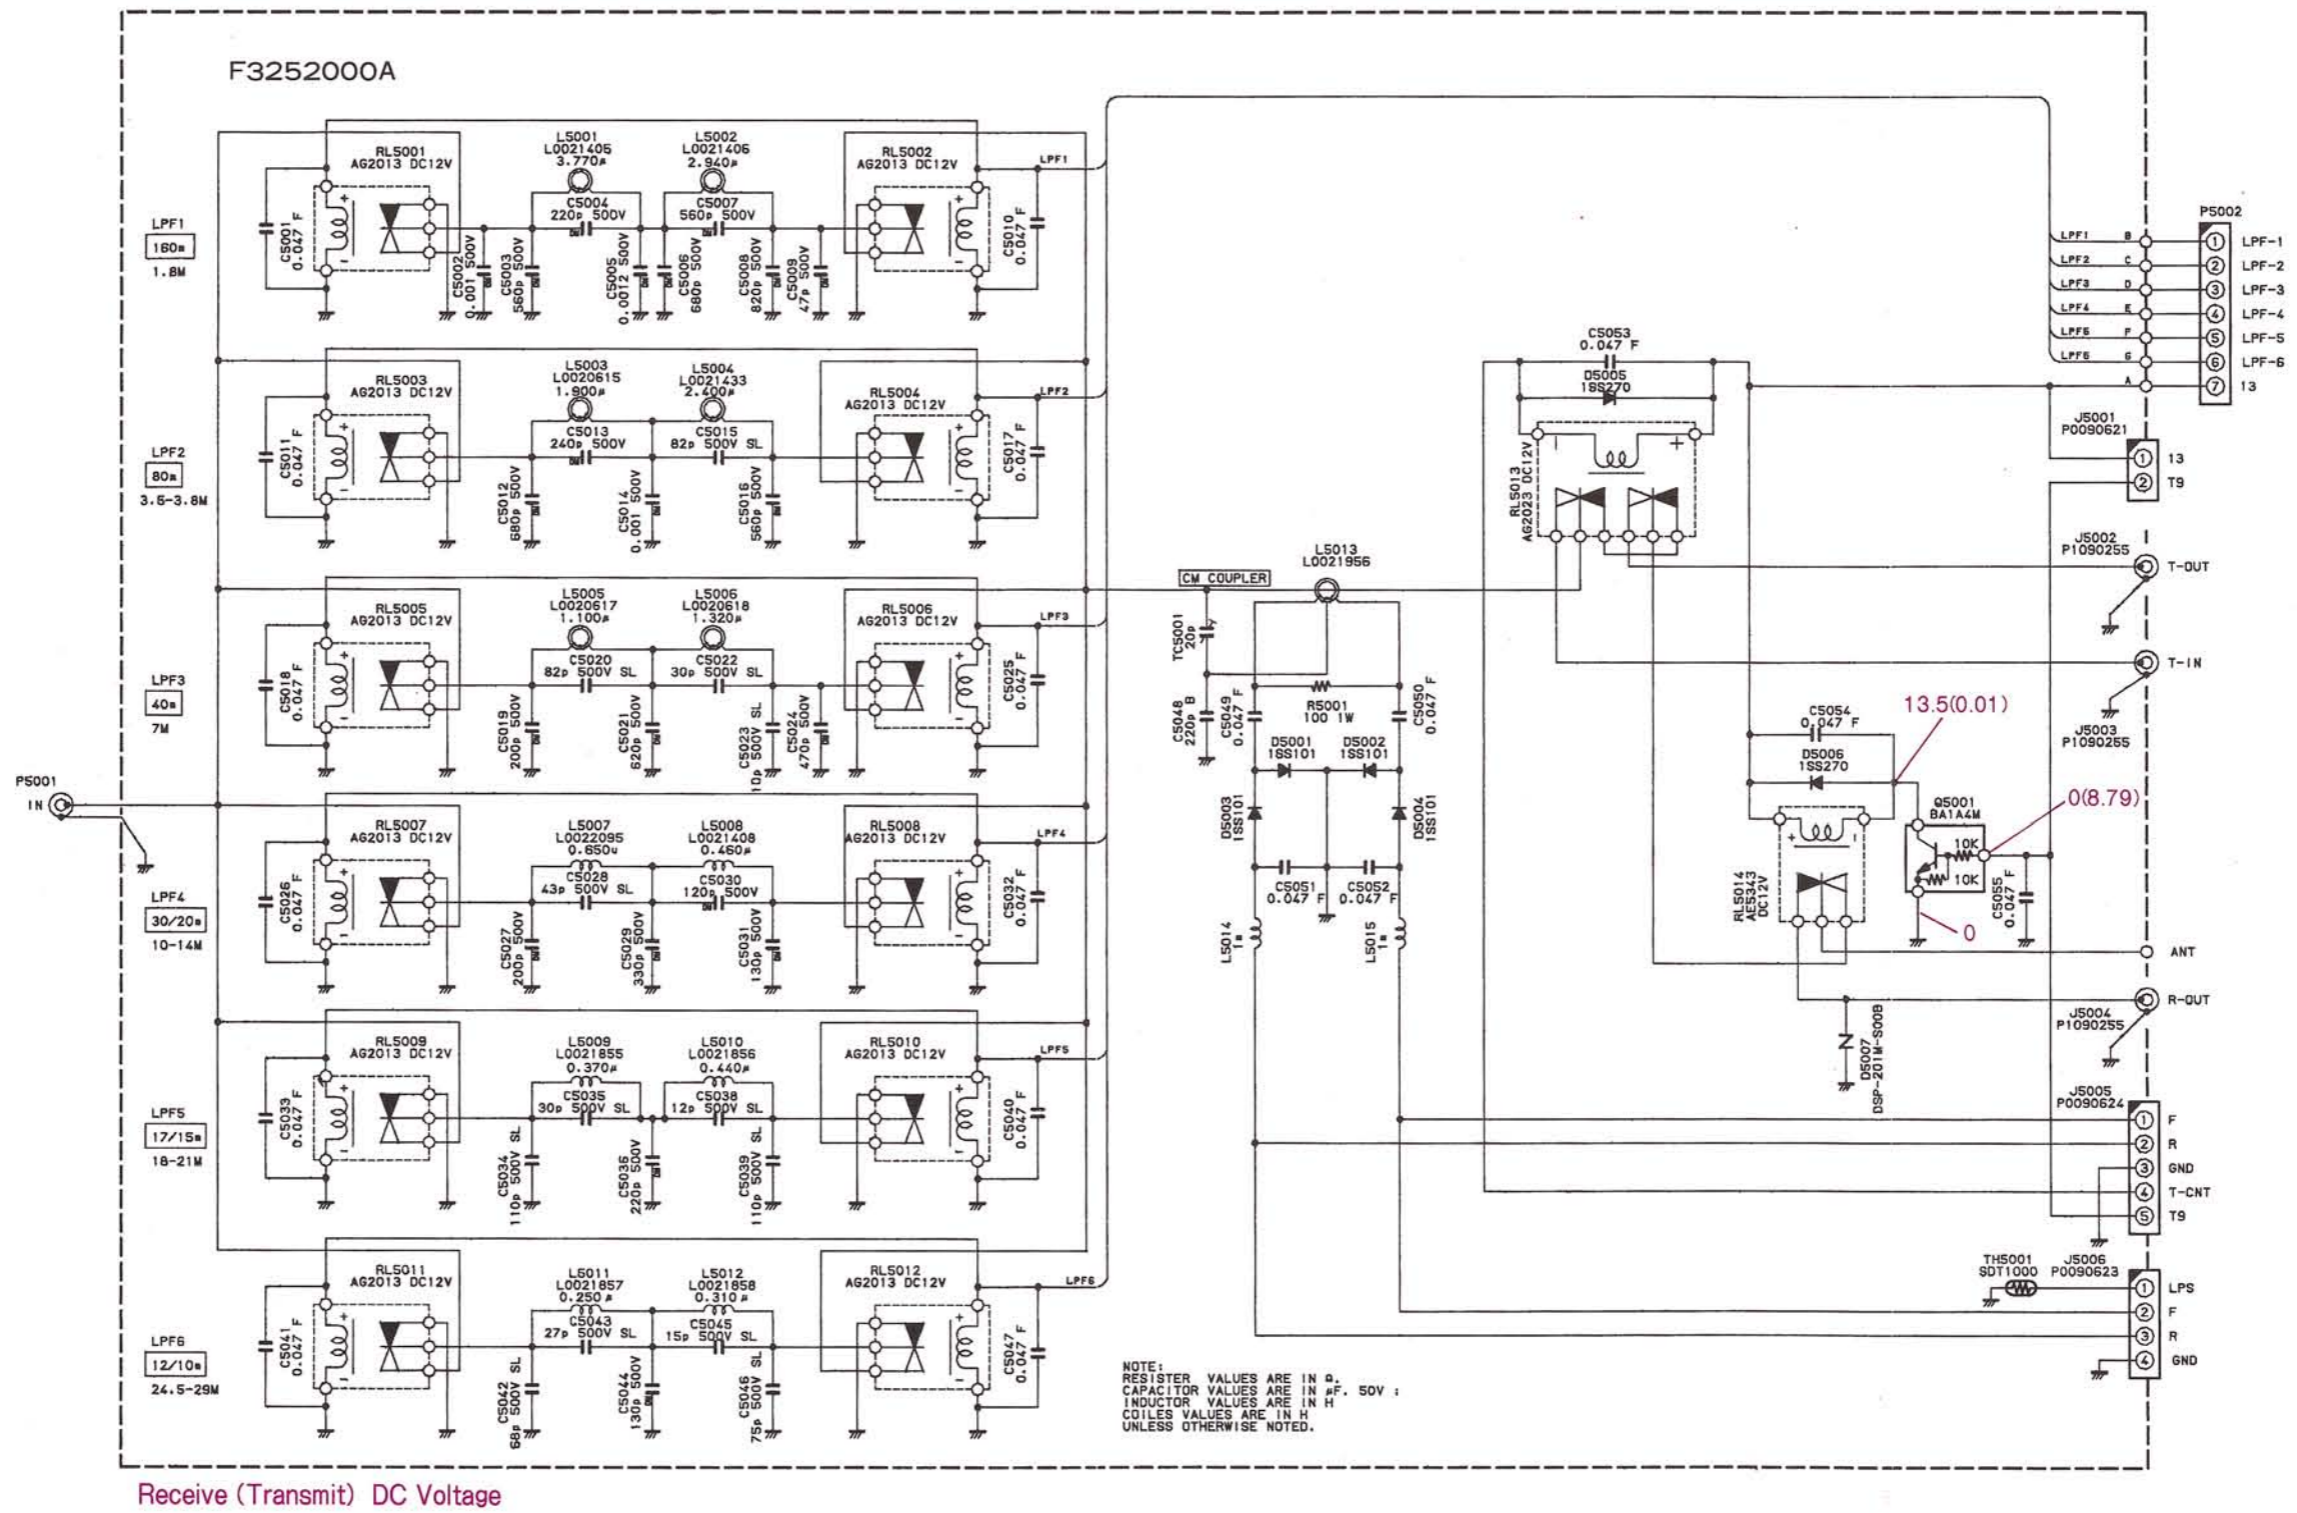 F3252000A
RL5001
AG2013 DC12V
L5001
L0021405
3.770μ
L5002
L0021406
2.940μ
RL5002
AG2013 DC12V
LPF1
C5004
220p 500V
C5007
560p 500V
LPF1
160m
1.8M
C5001
0.047 F
C5002
0.001 500V
C5003
560p 500V
C5005
0.0012 500V
C5006
680p 500V
C5008
820p 500V
C5009
47p 500V
C5010
0.047 F
RL5003
AG2013 DC12V
L5003
L0020615
1.900μ
L5004
L0021433
2.400μ
RL5004
AG2013 DC12V
LPF2
C5013
240p 500V
C5015
82p 500V SL
LPF2
80m
3.5-3.8M
C5011
0.047 F
C5012
680p 500V
C5014
0.001 500V
C5016
560p 500V
C5017
0.047 F
RL5005
AG2013 DC12V
L5005
L0020617
1.100μ
L5006
L0020618
1.320μ
RL5006
AG2013 DC12V
LPF3
C5020
82p 500V SL
C5022
30p 500V SL
LPF3
40m
7M
C5018
0.047 F
C5019
200p 500V
C5021
620p 500V
C5023
10p 500V SL
C5024
470p 500V
C5025
0.047 F
P5001
IN
RL5007
AG2013 DC12V
L5007
L0022095
0.650u
L5008
L0021408
0.460μ
RL5008
AG2013 DC12V
LPF4
C5028
43p 500V SL
C5030
120p 500V
LPF4
30/20m
10-14M
C5026
0.047 F
C5027
200p 500V
C5029
330p 500V
C5031
130p 500V
C5032
0.047 F
RL5009
AG2013 DC12V
L5009
L0021855
0.370μ
L5010
L0021856
0.440μ
RL5010
AG2013 DC12V
LPF5
C5035
30p 500V SL
C5038
12p 500V SL
LPF5
17/15m
18-21M
C5033
0.047 F
C5034
110p 500V SL
C5036
220p 500V
C5039
110p 500V SL
C5040
0.047 F
RL5011
AG2013 DC12V
L5011
L0021857
0.250μ
L5012
L0021858
0.310μ
RL5012
AG2013 DC12V
LPF6
C5043
27p 500V SL
C5045
15p 500V SL
LPF6
12/10m
24.5-29M
C5041
0.047 F
C5042
68p 500V SL
C5044
130p 500V
C5046
75p 500V SL
C5047
0.047 F
CM COUPLER
L5013
L0021956
TC5001
20p
C5048
220p B
C5049
0.047 F
R5001
100 1W
C5050
0.047 F
D5001
1SS101
D5002
1SS101
D5003
1SS101
D5004
1SS101
C5051
0.047 F
C5052
0.047 F
L5014
1m
L5015
1m
C5053
0.047 F
D5005
1SS270
RL5013
AG2023 DC12V
C5054
0.047 F
D5006
1SS270
13.5(0.01)
Q5001
BA1A4M
0(8.79)
10K
10K
RL5014
AE5343
DC12V
0
C5055
0.047 F
D5007
DSP-201M-S00B
P5002
LPF1 B 1 LPF-1
LPF2 C 2 LPF-2
LPF3 D 3 LPF-3
LPF4 E 4 LPF-4
LPF5 F 5 LPF-5
LPF6 G 6 LPF-6
A 7 13
J5001
P0090621
1 13
2 T9
J5002
P1090255
T-OUT
T-IN
J5003
P1090255
ANT
R-OUT
J5004
P1090255
J5005
P0090624
1 F
2 R
3 GND
4 T-CNT
5 T9
TH5001
SDT1000
J5006
P0090623
1 LPS
2 F
3 R
4 GND
NOTE:
RESISTER VALUES ARE IN Ω.
CAPACITOR VALUES ARE IN μF. 50V ;
INDUCTOR VALUES ARE IN H
COILES VALUES ARE IN H
UNLESS OTHERWISE NOTED.
Receive (Transmit) DC Voltage